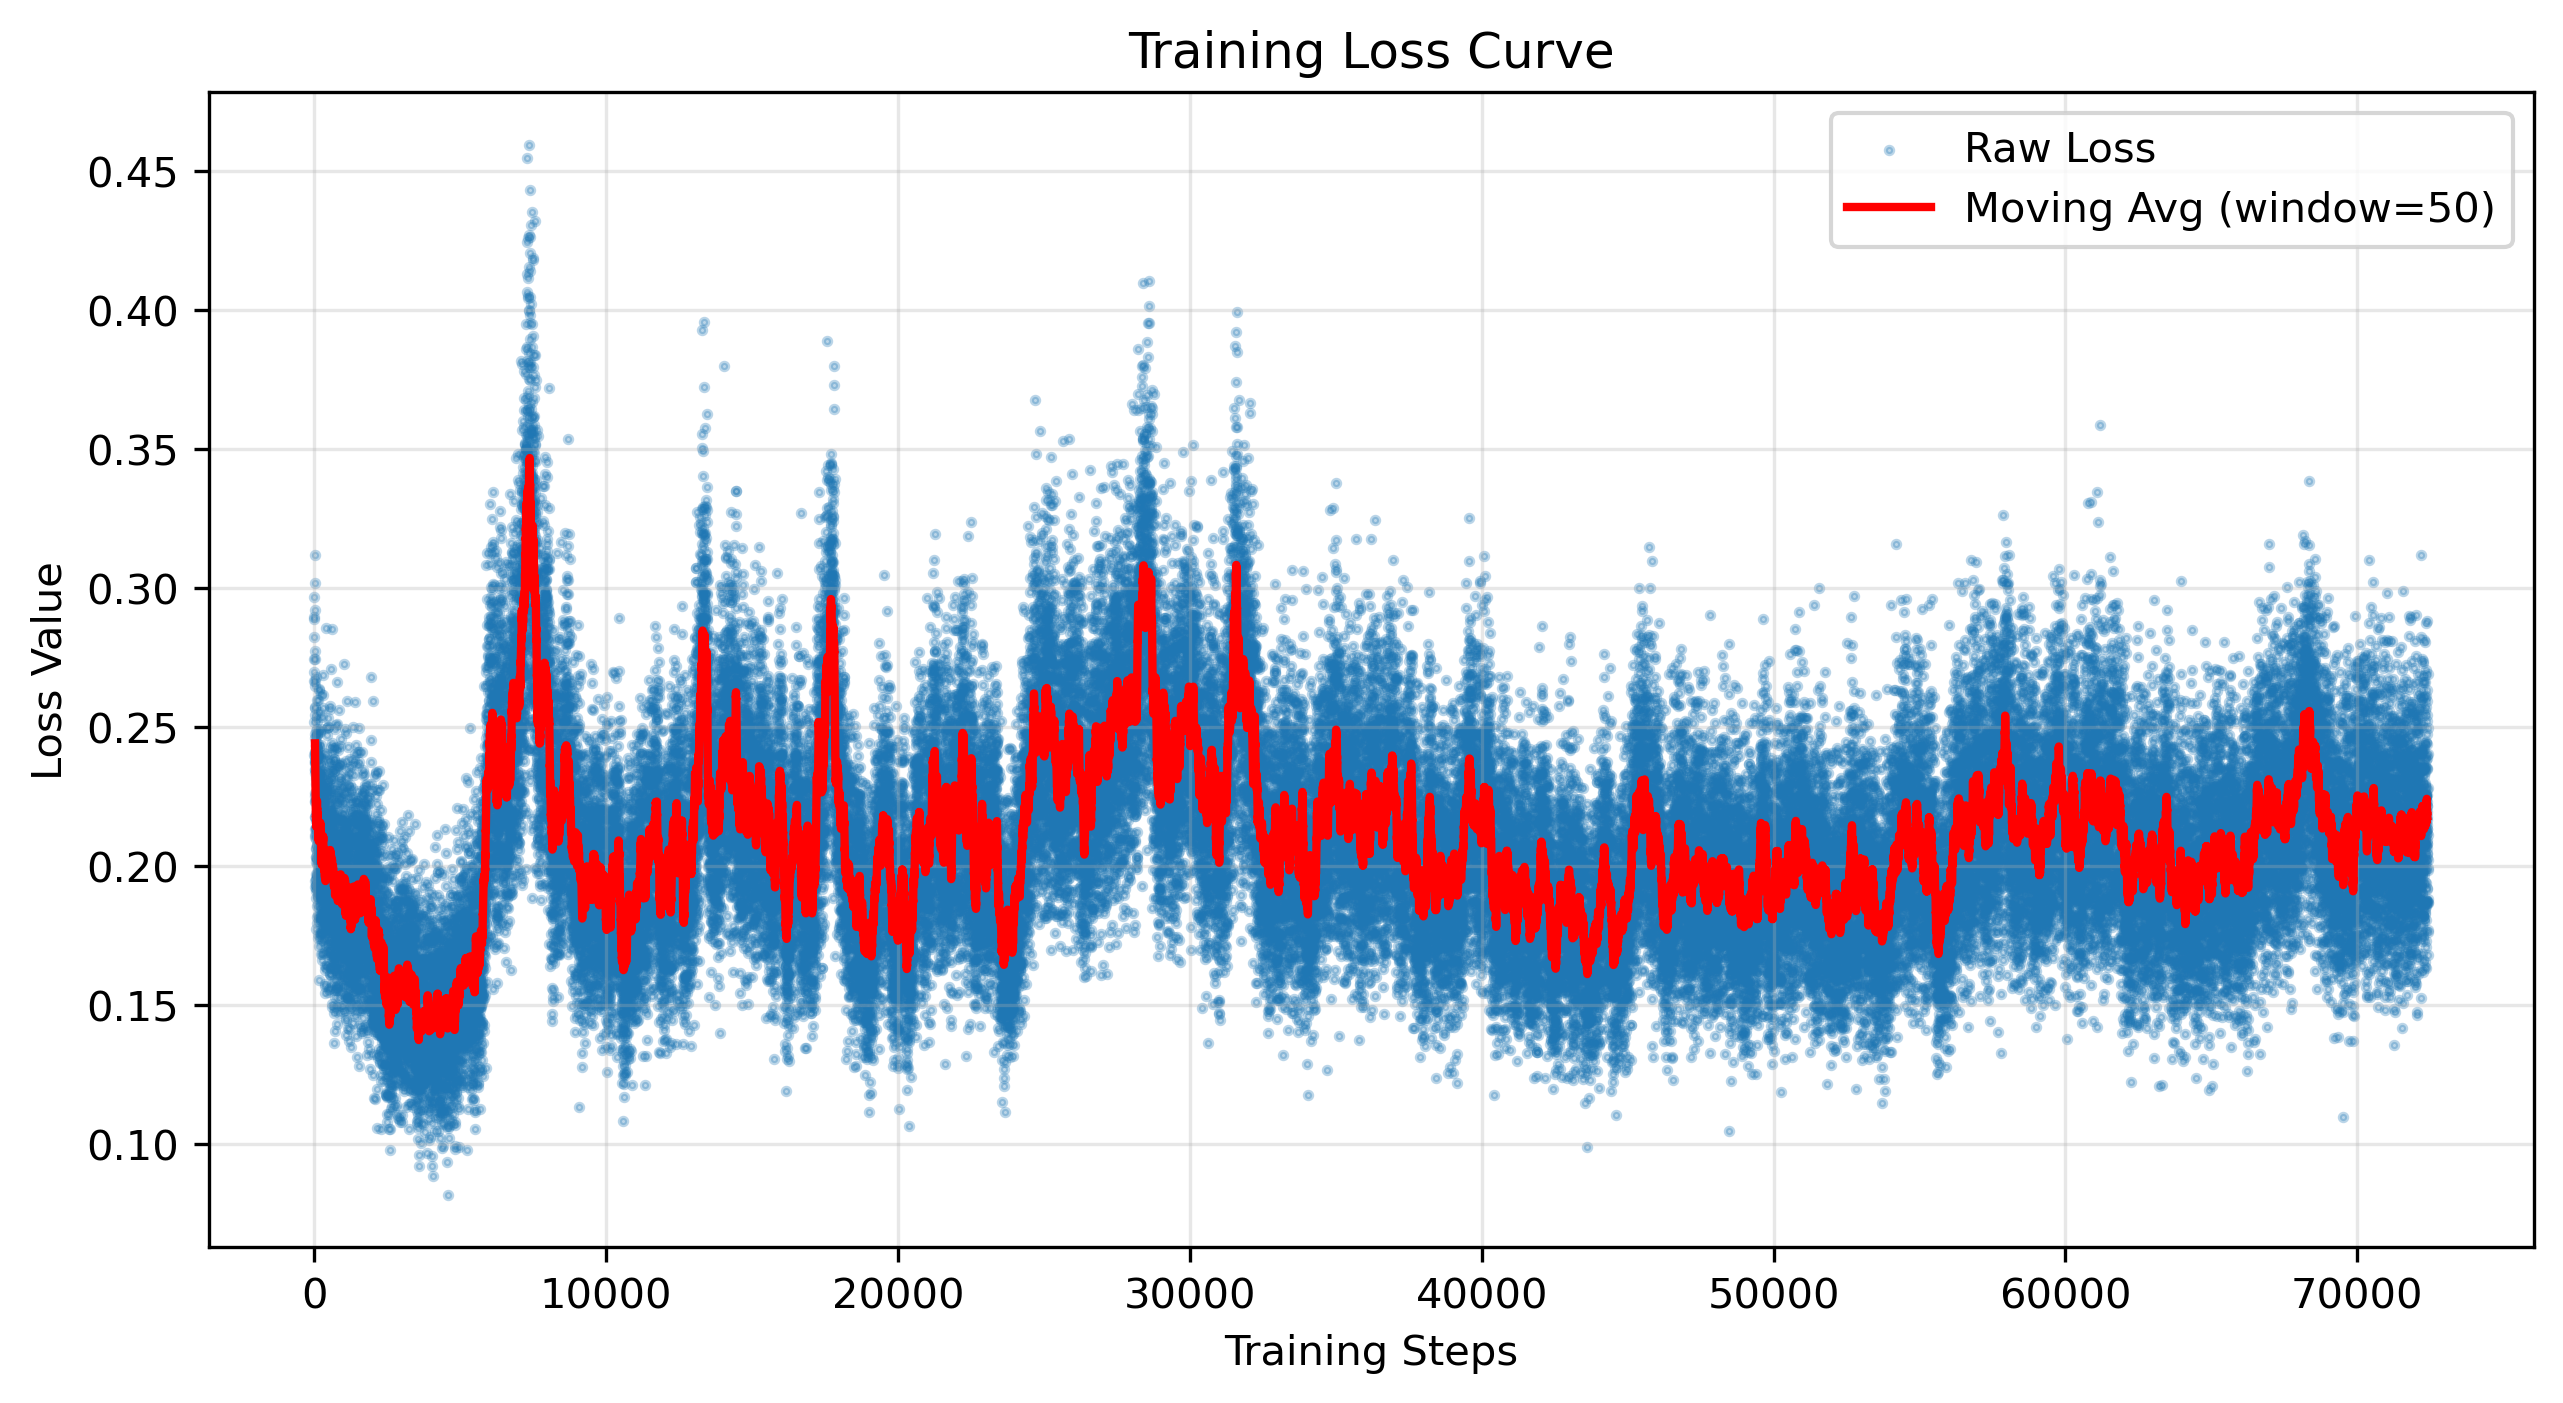 Training Loss Curve
Raw Loss
Moving Avg (window=50)
Loss Value
0.45
0.40
0.35
0.30
0.25
0.20
0.15
0.10
0 10000 20000 30000 40000 50000 60000 70000
Training Steps